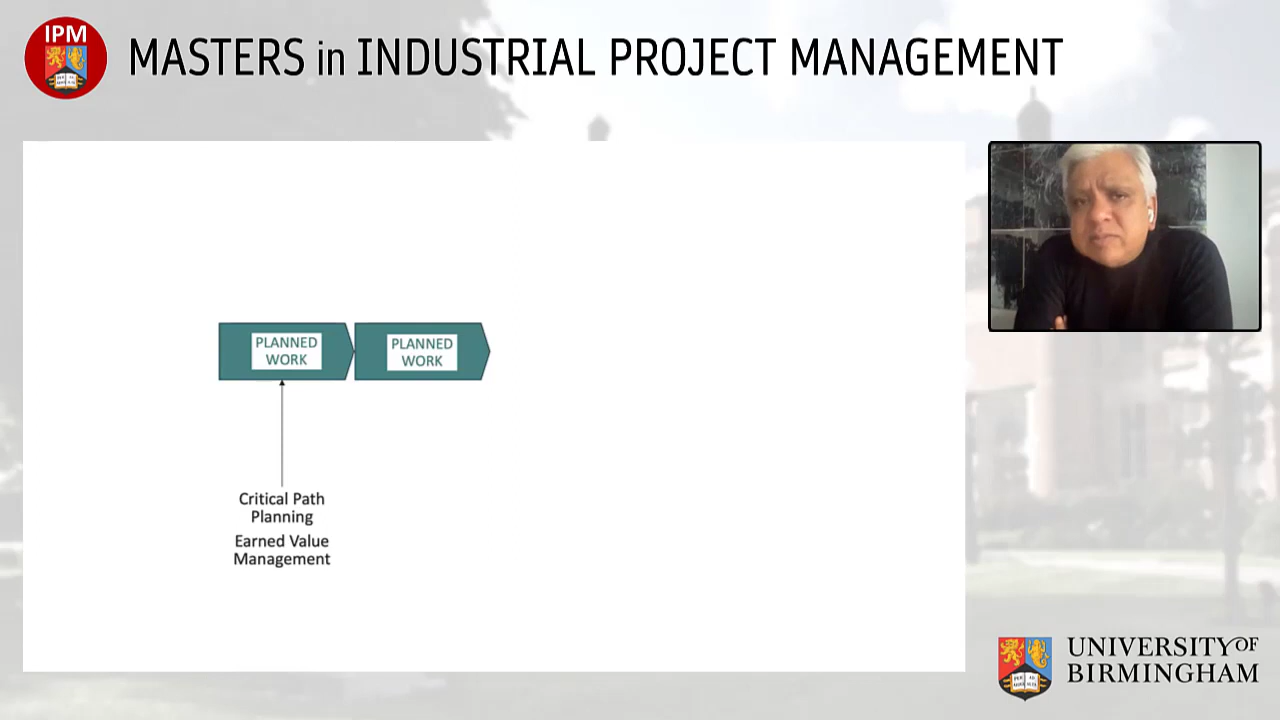 IPM
MASTERS in INDUSTRIAL PROJECT MANAGEMENT
PLANNED
WORK
PLANNED
WORK
Critical Path
Planning
Earned Value
Management
UNIVERSITY OF
BIRMINGHAM